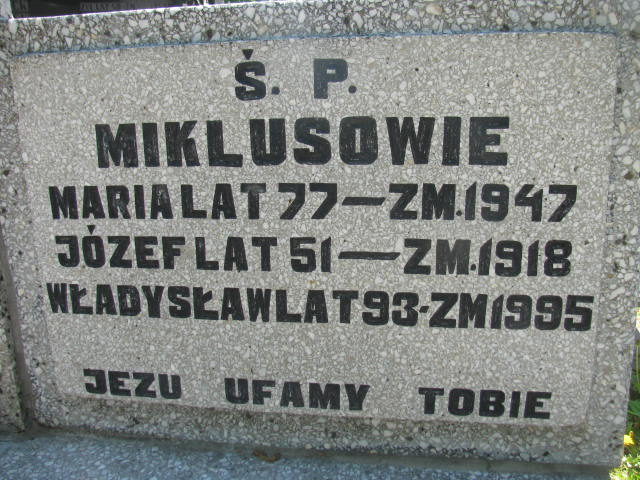 Ś. P.
MIKLUSOWIE
MARIA LAT 77 — ZM. 1947
JÓZEF LAT 51 — ZM. 1918
WŁADYSŁAW LAT 93 - ZM 1995
JEZU UFAMY TOBIE